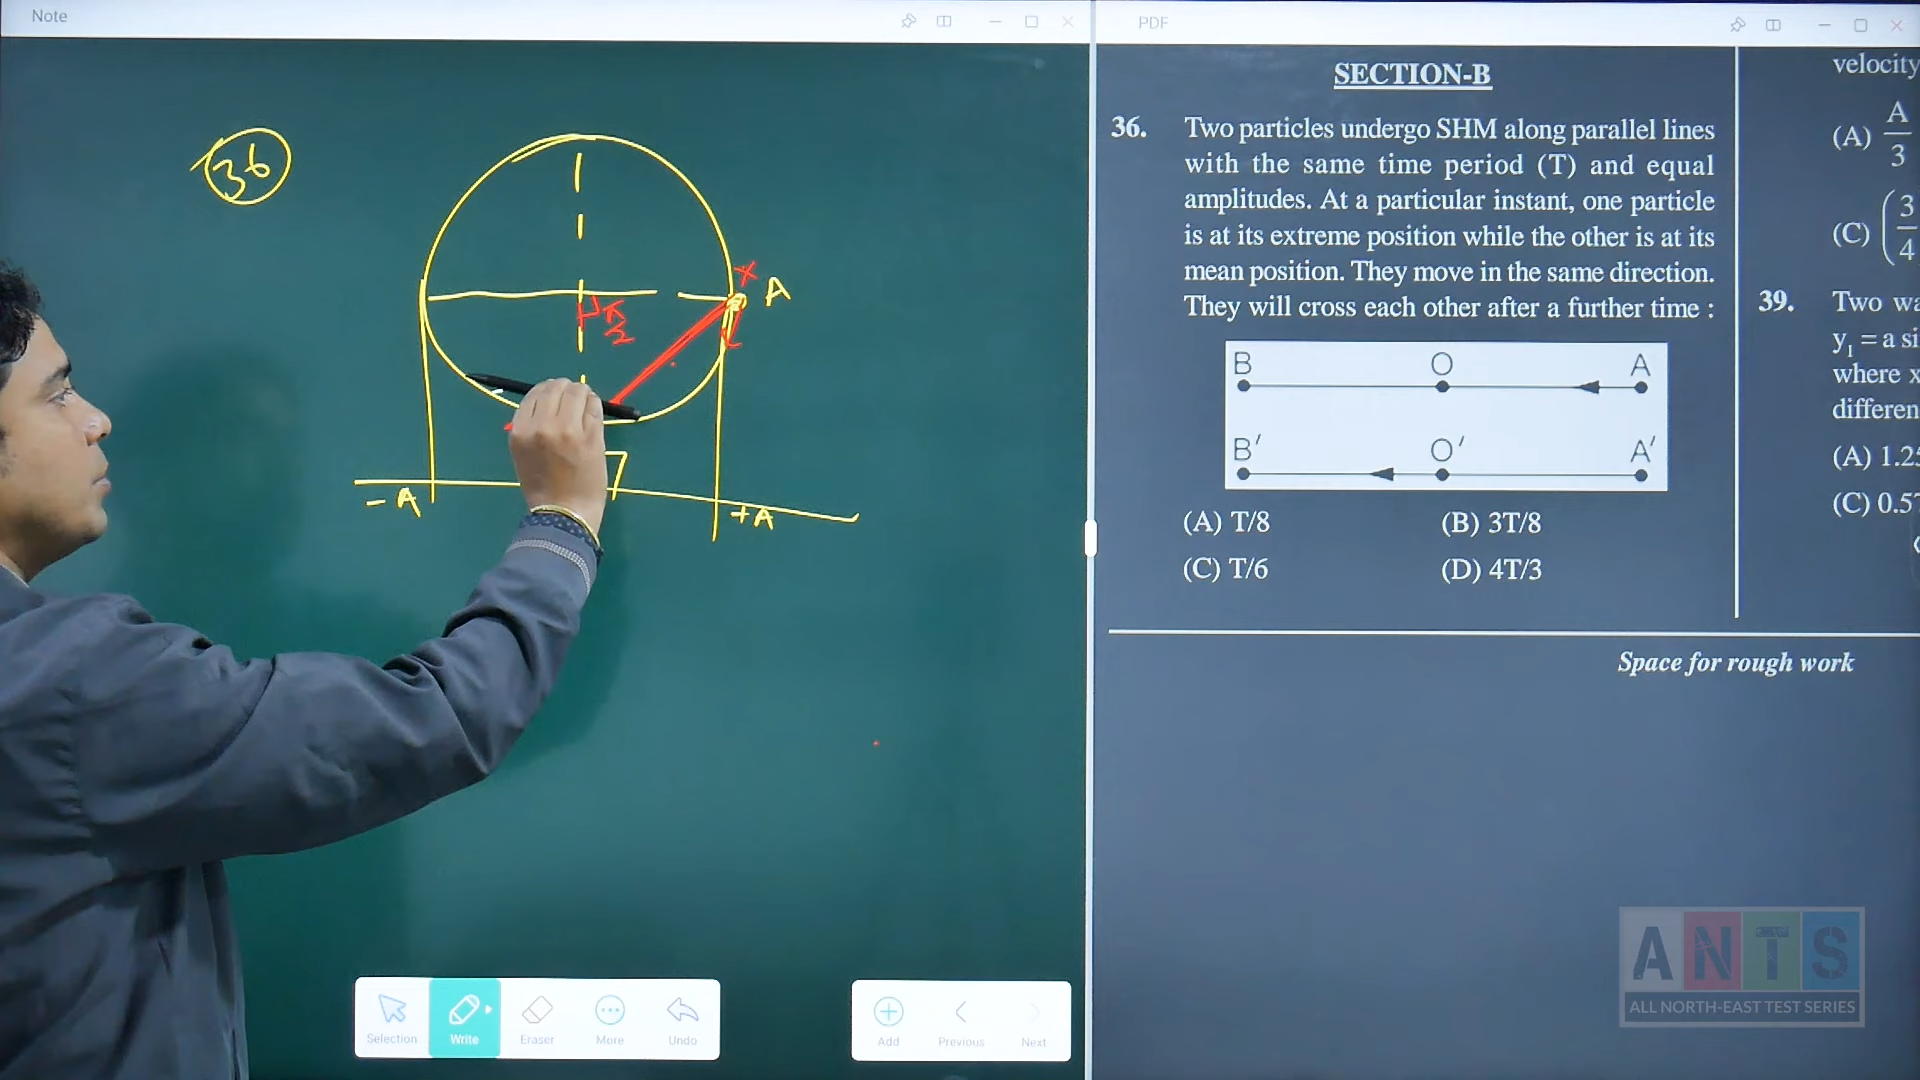 Note
36
π/2
A
- A
+A
Selection
Write
Eraser
More
Undo
Add
Previous
Next
PDF
SECTION-B
36. Two particles undergo SHM along parallel lines
with the same time period (T) and equal
amplitudes. At a particular instant, one particle
is at its extreme position while the other is at its
mean position. They move in the same direction.
They will cross each other after a further time :
B O A
B′ O′ A′
(A) T/8 (B) 3T/8
(C) T/6 (D) 4T/3
velocity
(A) A/3
(C) (3/4
39. Two wa
y₁ = a si
where x
differen
(A) 1.25
(C) 0.57
Space for rough work
ANTS
ALL NORTH-EAST TEST SERIES